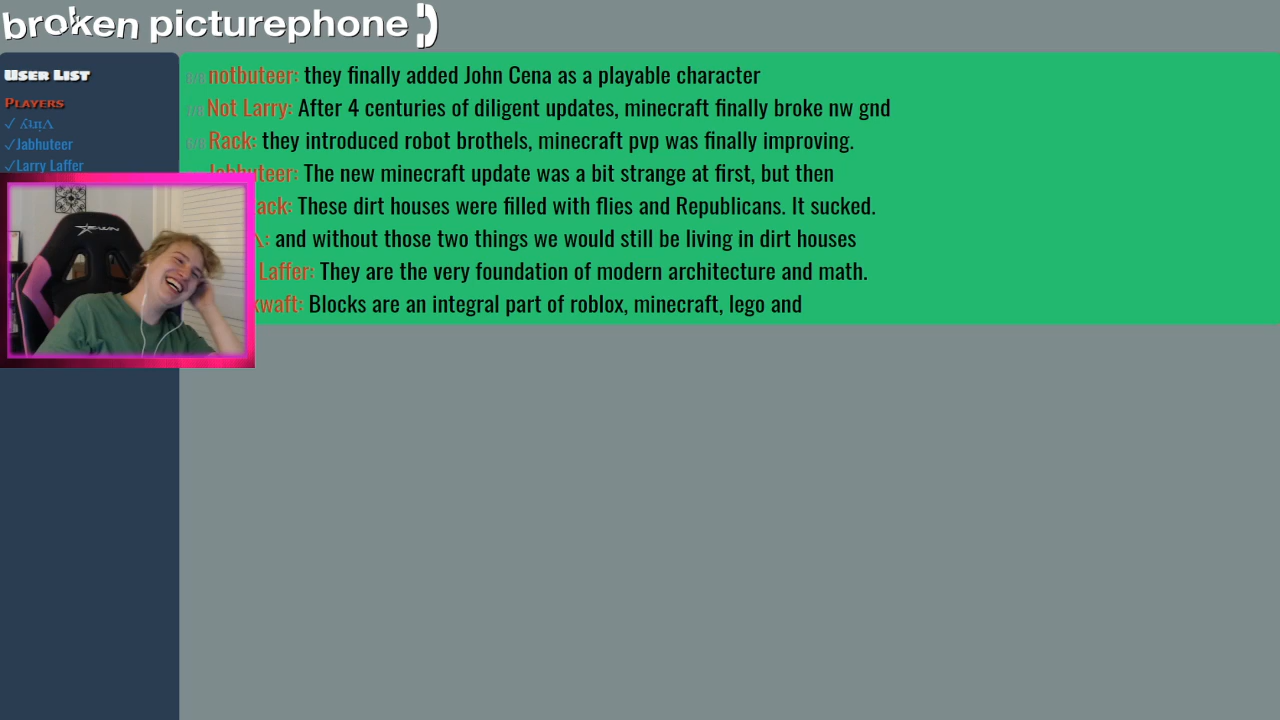 broken picturephone
User List
Players
✓
✓Jabhuteer
✓Larry Laffer
notbuteer: they finally added John Cena as a playable character
Not Larry: After 4 centuries of diligent updates, minecraft finally broke nw gnd
Rack: they introduced robot brothels, minecraft pvp was finally improving.
Jabhuteer: The new minecraft update was a bit strange at first, but then
ack: These dirt houses were filled with flies and Republicans. It sucked.
: and without those two things we would still be living in dirt houses
Laffer: They are the very foundation of modern architecture and math.
kwaft: Blocks are an integral part of roblox, minecraft, lego and